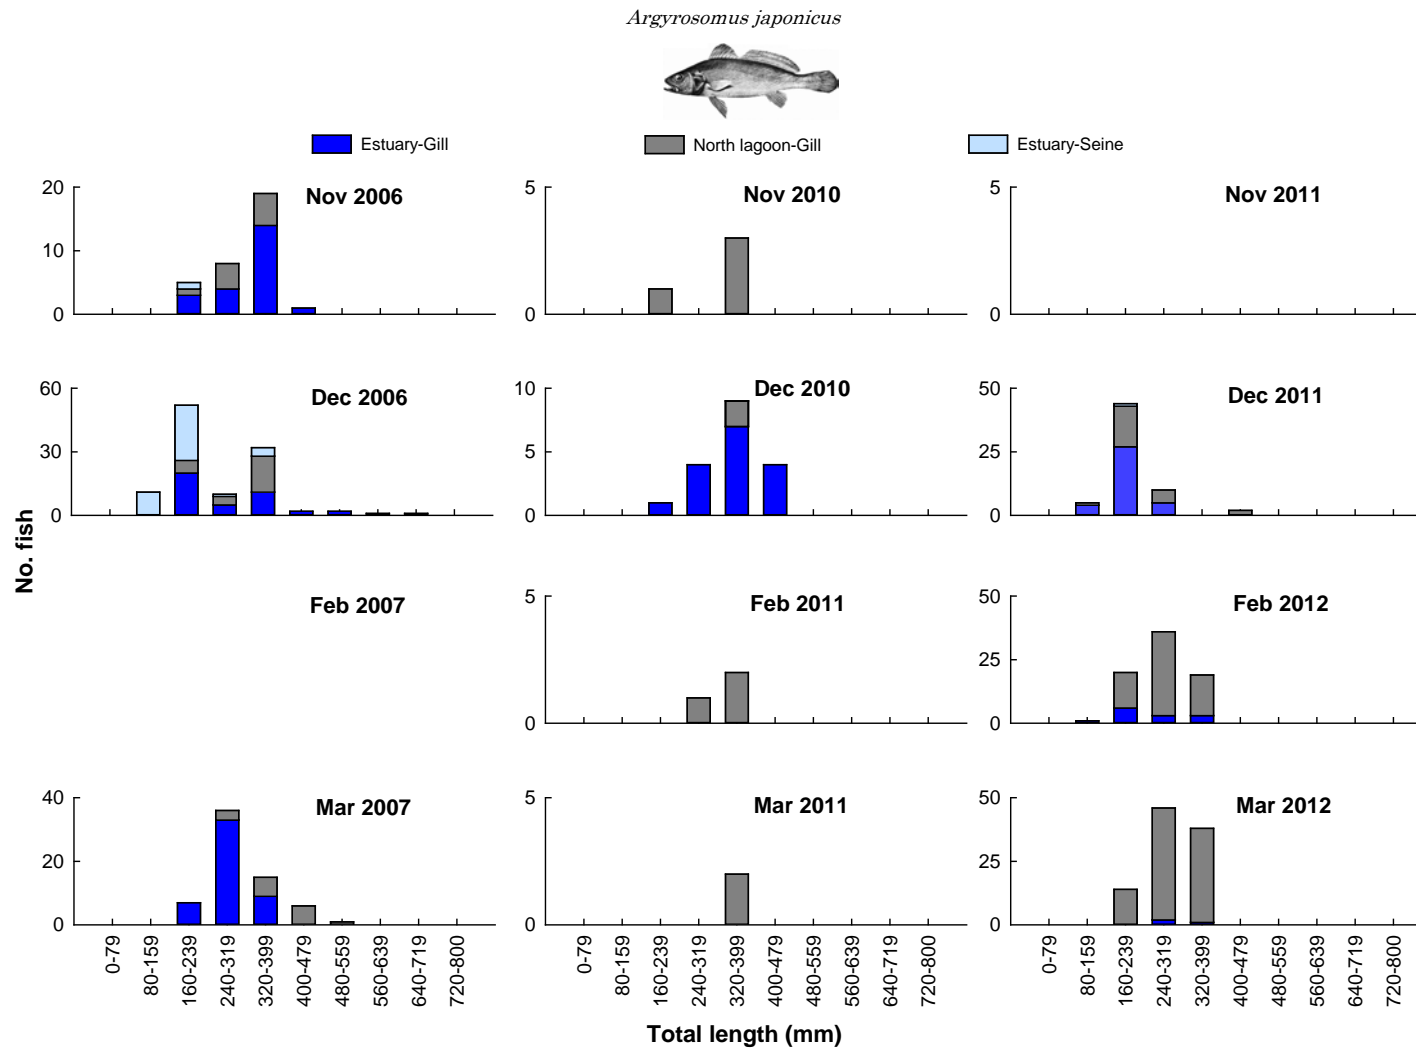 Argyrosomus japonicus
Estuary-Gill North lagoon-Gill Estuary-Seine
Nov 2006
20
10
0
Nov 2010
5
0
Nov 2011
5
0
Dec 2006
60
30
0
Dec 2010
10
5
0
Dec 2011
50
25
0
No. fish
Feb 2007
Feb 2011
5
0
Feb 2012
50
25
0
Mar 2007
40
20
0
Mar 2011
5
0
Mar 2012
50
25
0
0-79 80-159 160-239 240-319 320-399 400-479 480-559 560-639 640-719 720-800
0-79 80-159 160-239 240-319 320-399 400-479 480-559 560-639 640-719 720-800
0-79 80-159 160-239 240-319 320-399 400-479 480-559 560-639 640-719 720-800
Total length (mm)